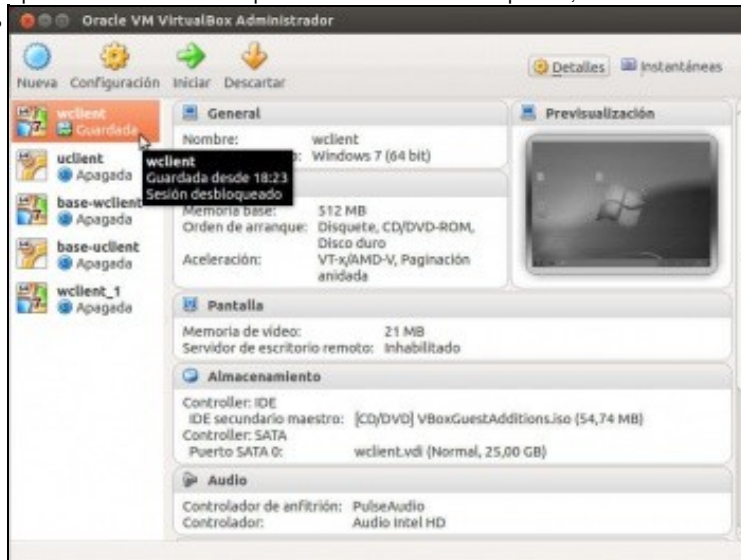 Oracle VM VirtualBox Administrador
Nueva Configuración Iniciar Descartar
Detalles Instantáneas
wclient
Guardada
uclient
Apagada
base-wclient
Apagada
base-uclient
Apagada
wclient_1
Apagada
wclient
Guardada desde 18:23
Sesión desbloqueado
General
Nombre: wclient
Windows 7 (64 bit)
Memoria base: 512 MB
Orden de arranque: Disquete, CD/DVD-ROM,
Disco duro
Aceleración: VT-x/AMD-V, Paginación
anidada
Previsualización
Pantalla
Memoria de vídeo: 21 MB
Servidor de escritorio remoto: Inhabilitado
Almacenamiento
Controller: IDE
IDE secundario maestro: [CD/DVD] VBoxGuestAdditions.iso (54,74 MB)
Controller: SATA
Puerto SATA 0: wclient.vdi (Normal, 25,00 GB)
Audio
Controlador de anfitrión: PulseAudio
Controlador: Audio Intel HD